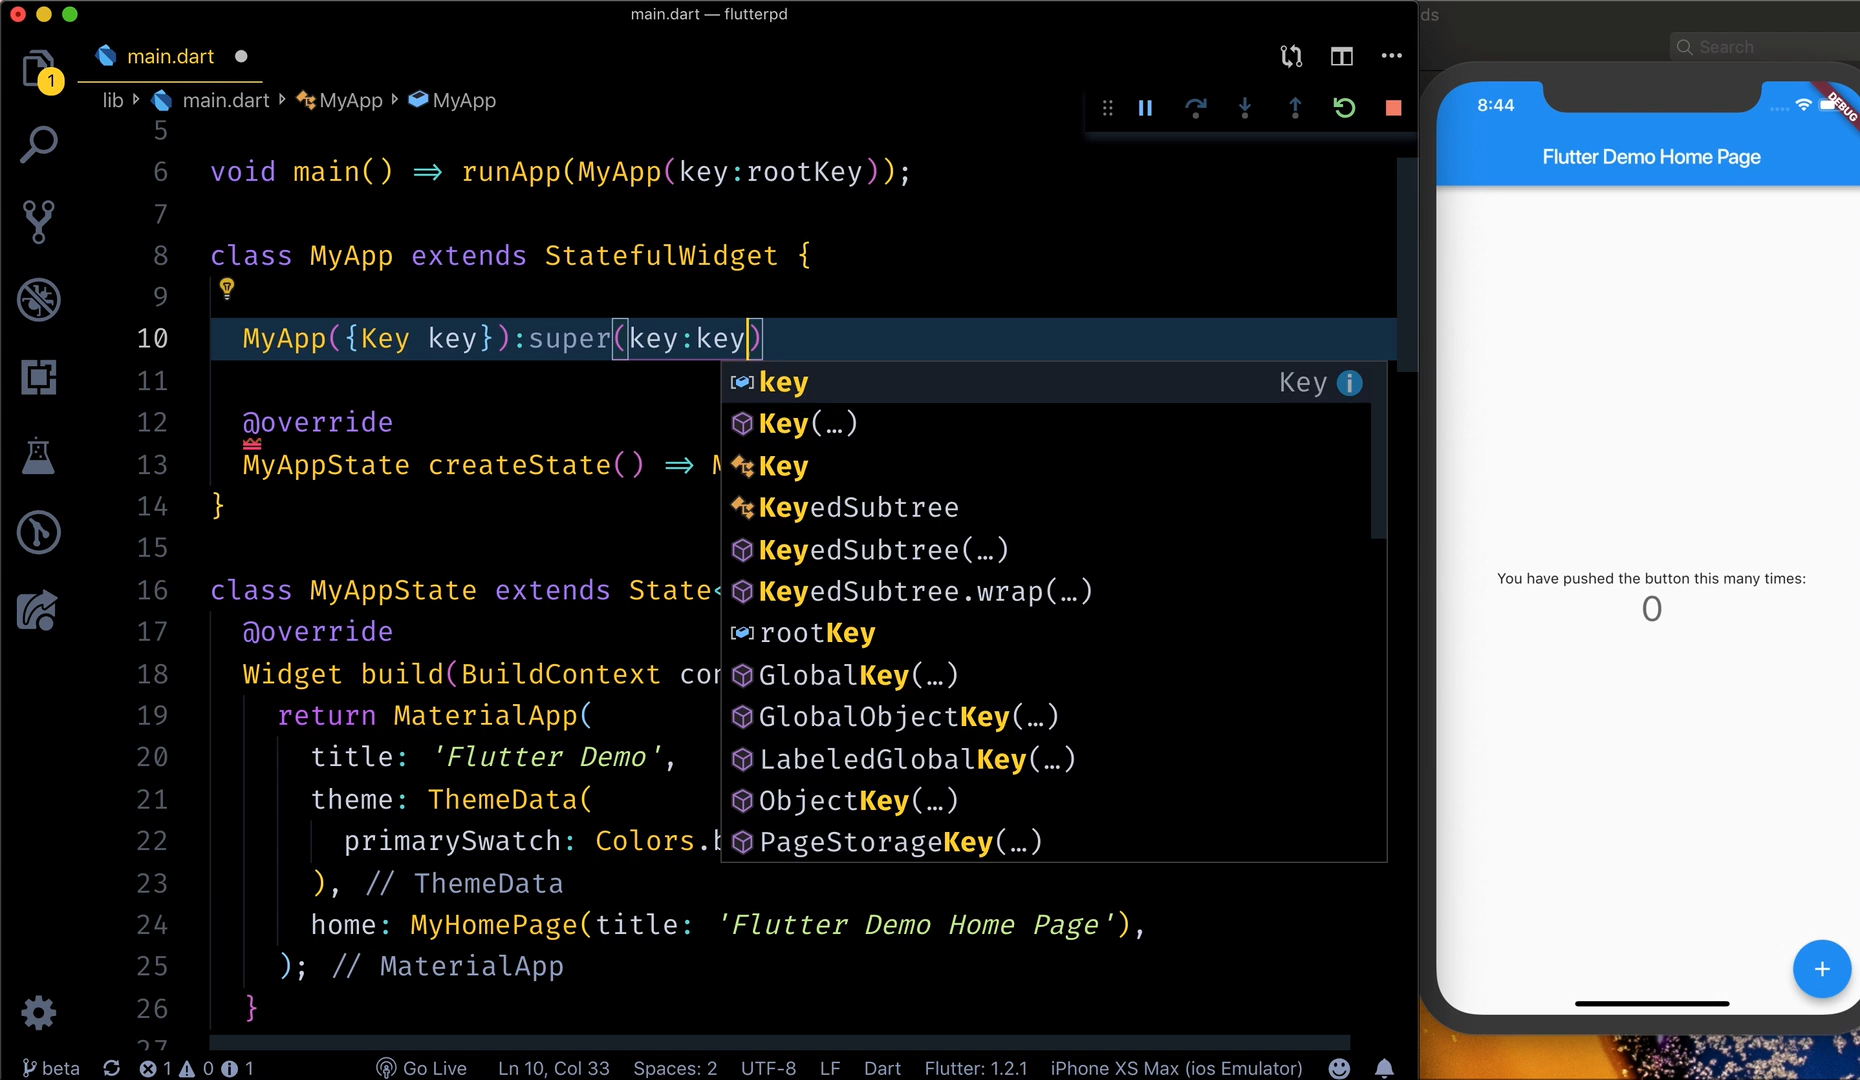 main.dart — flutterpd
ds
Search
main.dart
1
lib main.dart MyApp MyApp
5
6 void main() => runApp(MyApp(key:rootKey));
7
8 class MyApp extends StatefulWidget {
9
10 MyApp({Key key}):super(key:key)
11
12 @override
13 MyAppState createState() => M
14 }
15
16 class MyAppState extends State<
17 @override
18 Widget build(BuildContext con
19 return MaterialApp(
20 title: 'Flutter Demo',
21 theme: ThemeData(
22 primarySwatch: Colors.b
23 ), // ThemeData
24 home: MyHomePage(title: 'Flutter Demo Home Page'),
25 ); // MaterialApp
26 }
27
key Key
Key(…)
Key
KeyedSubtree
KeyedSubtree(…)
KeyedSubtree.wrap(…)
rootKey
GlobalKey(…)
GlobalObjectKey(…)
LabeledGlobalKey(…)
ObjectKey(…)
PageStorageKey(…)
beta 1 0 1 Go Live Ln 10, Col 33 Spaces: 2 UTF-8 LF Dart Flutter: 1.2.1 iPhone XS Max (ios Emulator)
8:44
DEBUG
Flutter Demo Home Page
You have pushed the button this many times:
0
+